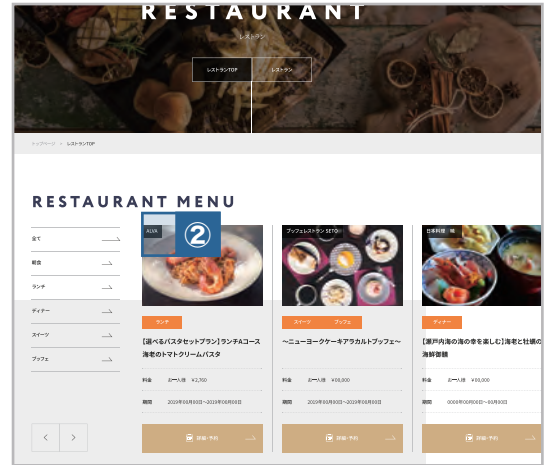 RESTAURANT
レストラン
レストランTOP
レストラン
トップページ > レストランTOP
RESTAURANT MENU
全て
朝食
ランチ
ディナー
スイーツ
ブッフェ
ALVA
②
ランチ
【選べるパスタセットプラン】ランチAコース
海老のトマトクリームパスタ
料金 お一人様 ￥2,760
期間 2019年00月00日〜2019年00月00日
詳細・予約
ブッフェレストラン SETO
スイーツ
ブッフェ
〜ニューヨークケーキアラカルトブッフェ〜
料金 お一人様 ￥00,000
期間 2019年00月00日〜2019年00月00日
詳細・予約
日本料理
ディナー
【瀬戸内海の海の幸を楽しむ】海老と牡蠣の
海鮮御膳
料金 お一人様 ￥00,000
期間 0000年00月00日〜00月00日
詳細・予約